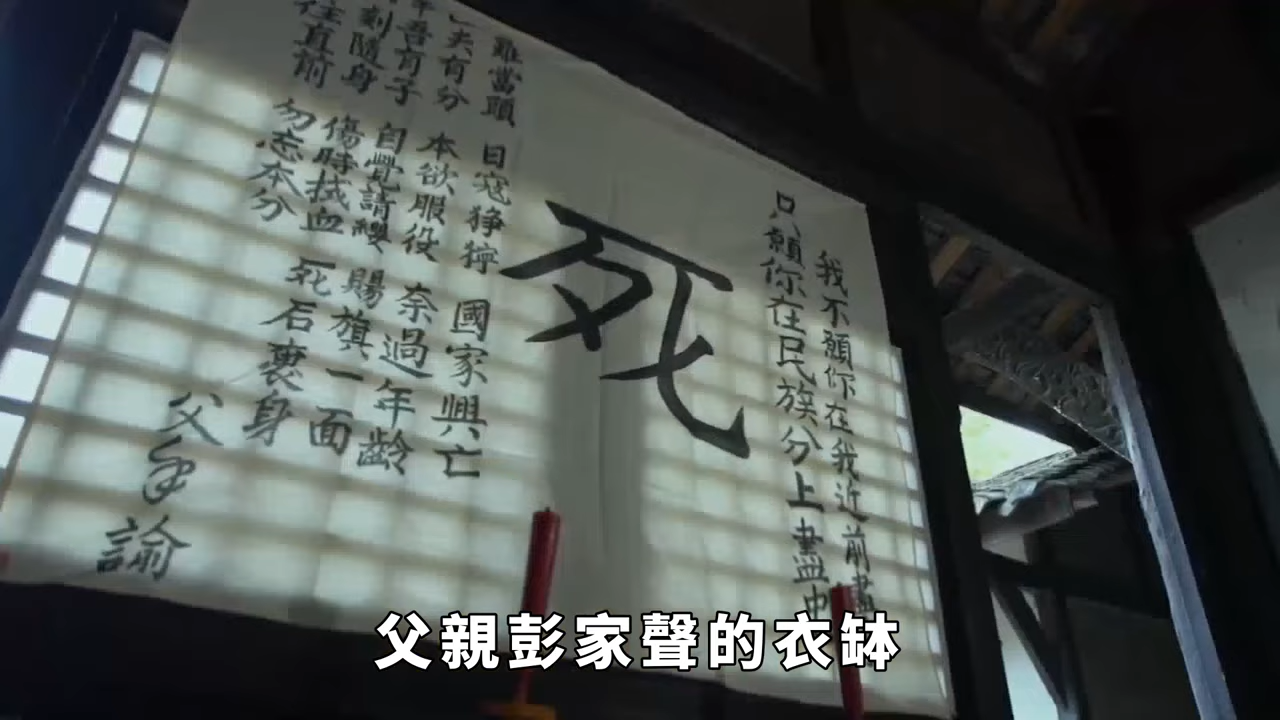 我不願你在我近前盡
只願你在民族分上盡
死
難當頭 日寇猙獰 國家興亡
夫有分 本欲服役 奈過年齡
吾有子 自覺請纓 賜旗一面
刻隨身 傷時拭血 死后裹身
往直前 勿忘本分
父手諭
父親彭家聲的衣缽